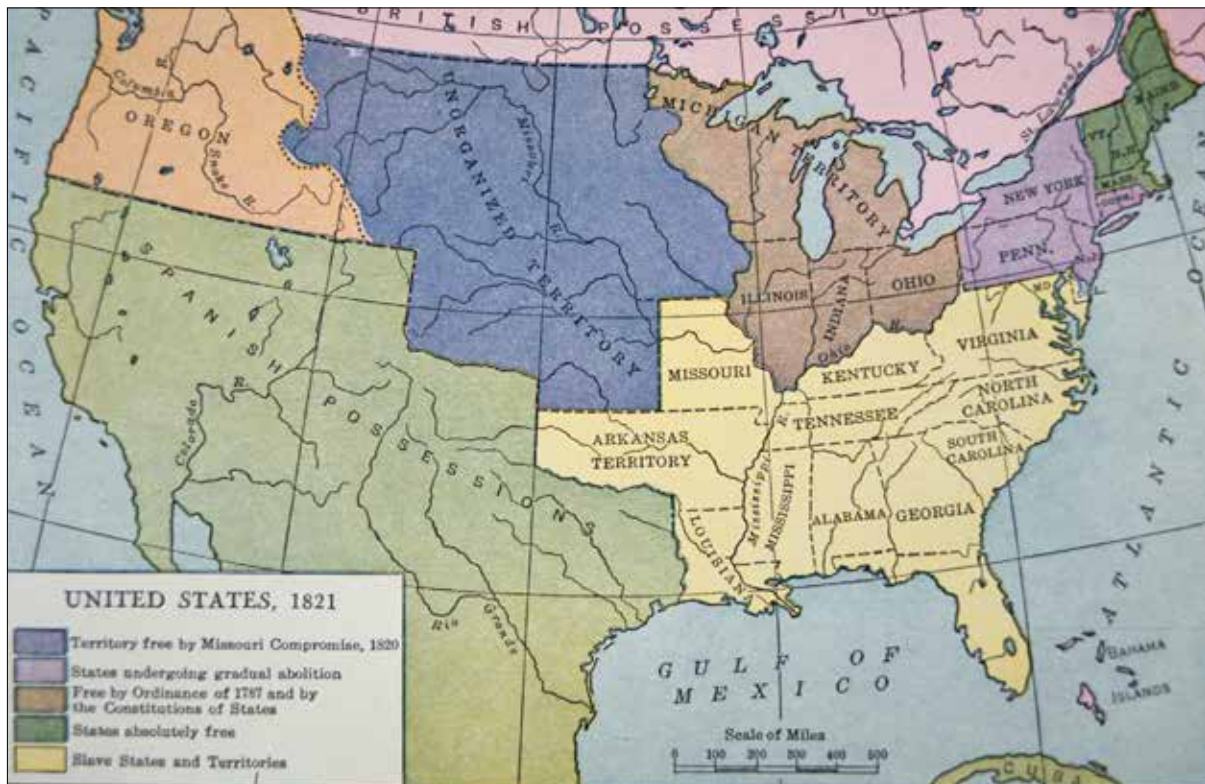 BRITISH POSSESSIONS
PACIFIC OCEAN
Columbia R.
OREGON
Snake R.
UNORGANIZED TERRITORY
Missouri R.
MICHIGAN TERRITORY
St. Lawrence R.
MAINE
VT.
N.H.
MASS.
CONN.
NEW YORK
PENN.
N.J.
MD.
ILLINOIS
INDIANA
OHIO
Ohio R.
SPANISH POSSESSIONS
Colorado R.
MISSOURI
KENTUCKY
VIRGINIA
TENNESSEE
NORTH
CAROLINA
SOUTH
CAROLINA
ARKANSAS
TERRITORY
Mississippi R.
MISSISSIPPI
ALABAMA
GEORGIA
LOUISIANA
Rio Grande
ATLANTIC OCEAN
GULF OF
MEXICO
BAHAMA
ISLANDS
CUBA
Scale of Miles
0 100 200 300 400 500
UNITED STATES, 1821
Territory free by Missouri Compromise, 1820
States undergoing gradual abolition
Free by Ordinance of 1787 and by
the Constitutions of States
States absolutely free
Slave States and Territories